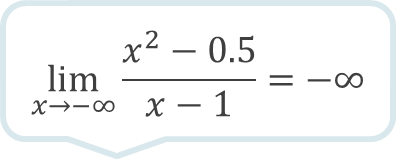 lim x→−∞ x² − 0.5 / x − 1 = −∞